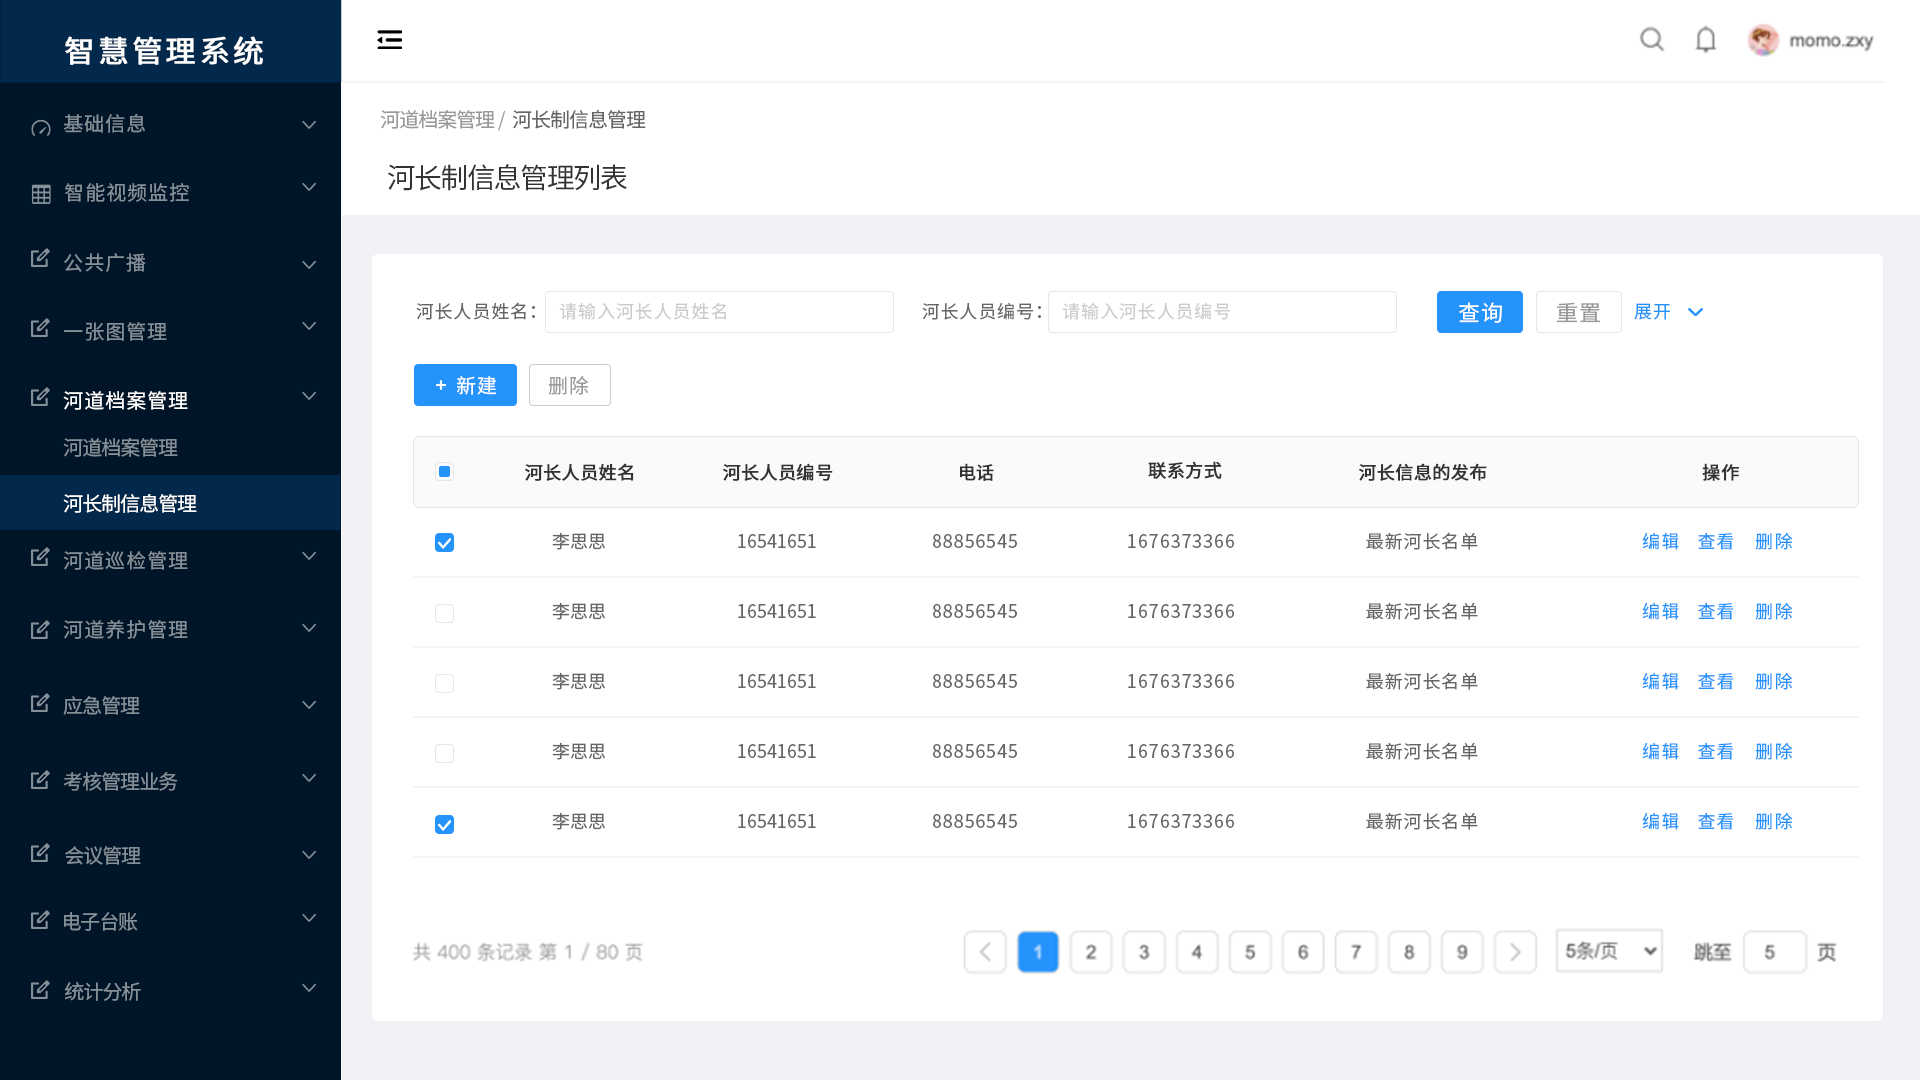 智慧管理系统
基础信息
智能视频监控
公共广播
一张图管理
河道档案管理
河道档案管理
河长制信息管理
河道巡检管理
河道养护管理
应急管理
考核管理业务
会议管理
电子台账
统计分析
momo.zxy
河道档案管理 / 河长制信息管理
河长制信息管理列表
河长人员姓名： 请输入河长人员姓名 河长人员编号： 请输入河长人员编号 查询 重置 展开
+ 新建 删除
河长人员姓名 河长人员编号 电话 联系方式 河长信息的发布 操作
李思思 16541651 88856545 1676373366 最新河长名单 编辑 查看 删除
李思思 16541651 88856545 1676373366 最新河长名单 编辑 查看 删除
李思思 16541651 88856545 1676373366 最新河长名单 编辑 查看 删除
李思思 16541651 88856545 1676373366 最新河长名单 编辑 查看 删除
李思思 16541651 88856545 1676373366 最新河长名单 编辑 查看 删除
共 400 条记录 第 1 / 80 页 1 2 3 4 5 6 7 8 9 5条/页 跳至 5 页